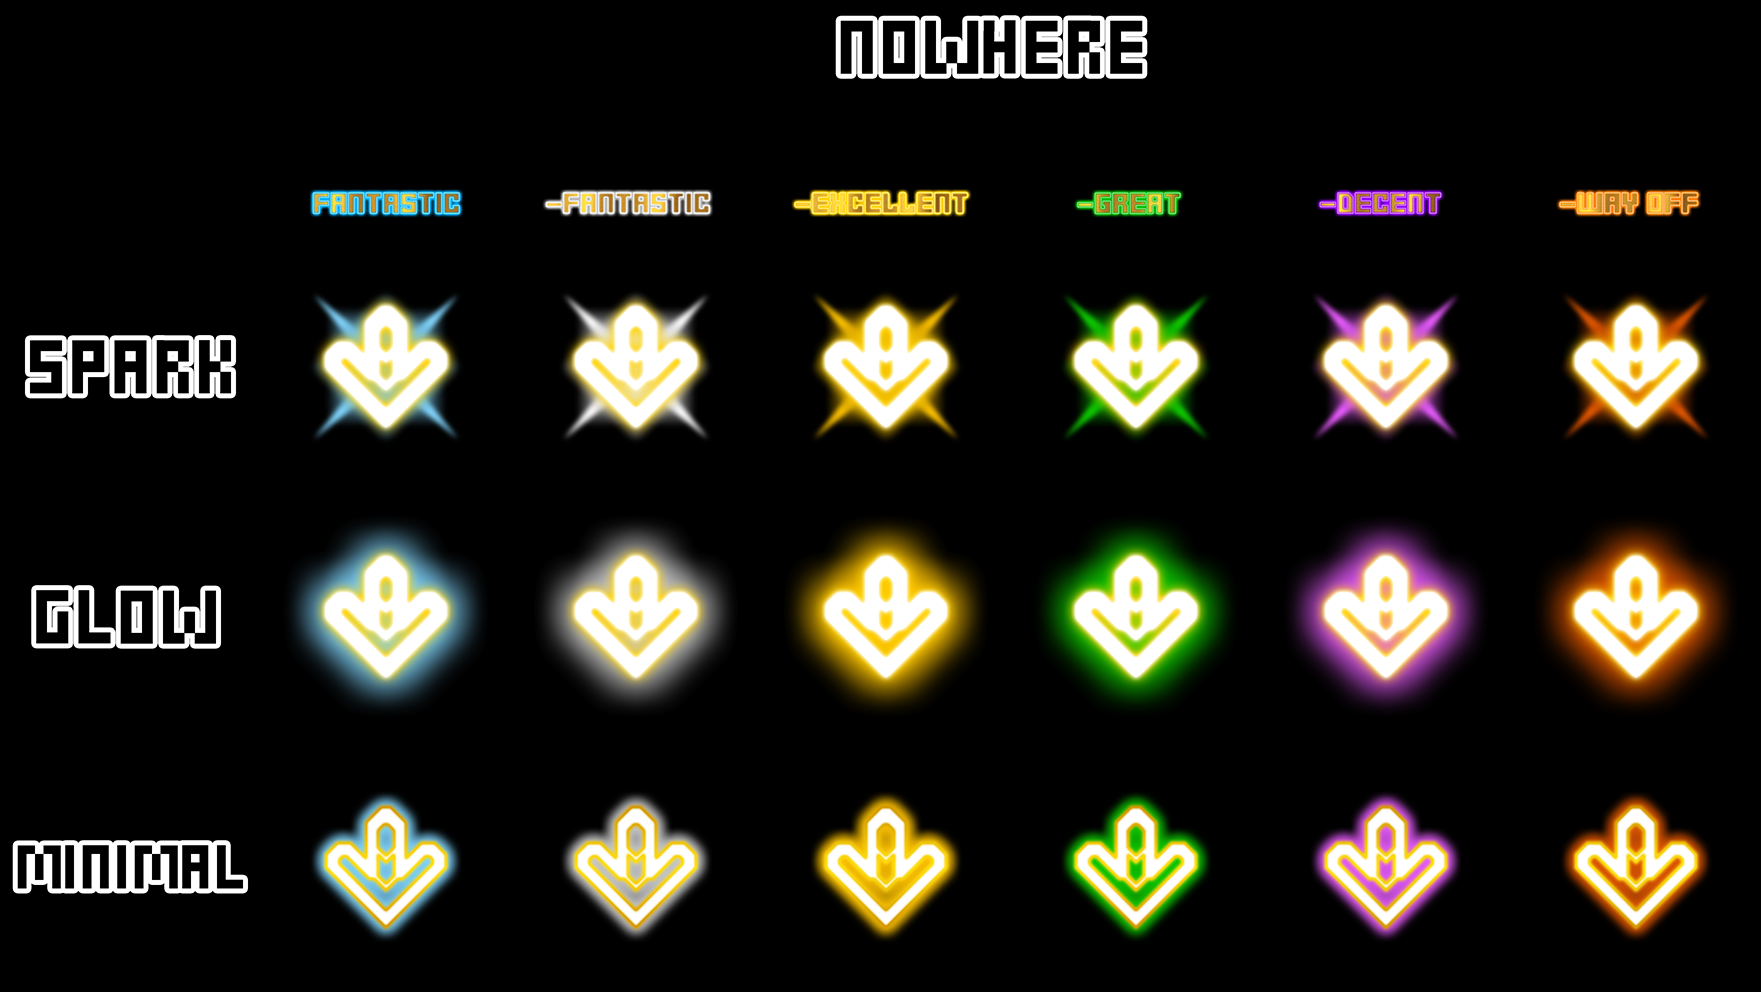 NOWHERE
FANTASTIC -FANTASTIC -EXCELLENT -GREAT -DECENT -WAY OFF
SPARK
GLOW
MINIMAL